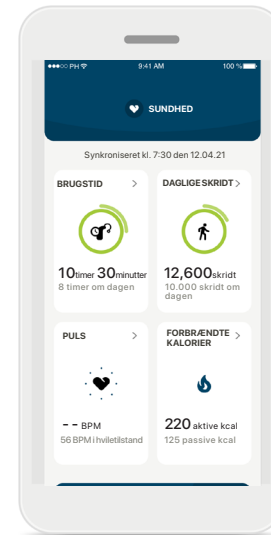 ●●●○○ PH 9:41 AM 100 %
SUNDHED
Synkroniseret kl. 7:30 den 12.04.21
BRUGSTID >
10timer 30minutter
8 timer om dagen
DAGLIGE SKRIDT >
12,600skridt
10.000 skridt om
dagen
PULS >
- - BPM
56 BPM i hviletilstand
FORBRÆNDTE >
KALORIER
220 aktive kcal
125 passive kcal